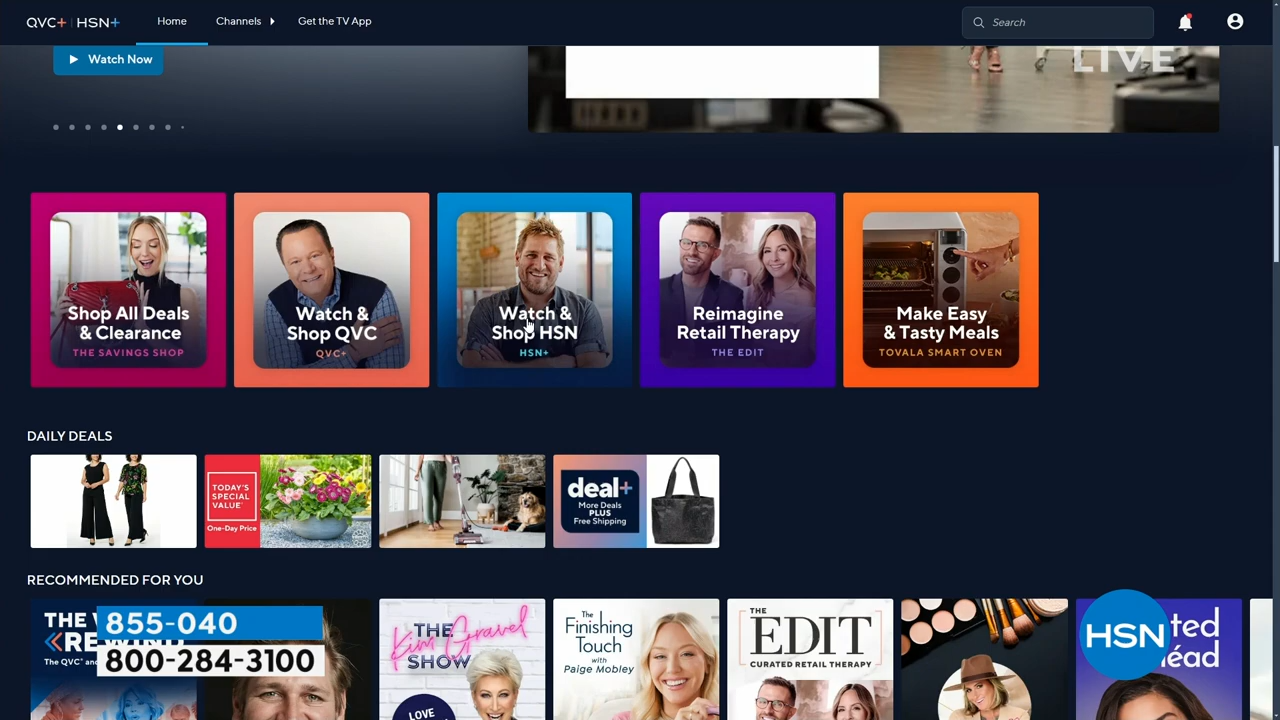 QVC+ | HSN+
Home
Channels
Get the TV App
Search
Watch Now
LIVE
Shop All Deals
& Clearance
THE SAVINGS SHOP
Watch &
Shop QVC
QVC+
Watch &
Shop HSN
HSN+
Reimagine
Retail Therapy
THE EDIT
Make Easy
& Tasty Meals
TOVALA SMART OVEN
DAILY DEALS
TODAY'S
SPECIAL
VALUE
One-Day Price
deal+
More Deals
PLUS
Free Shipping
RECOMMENDED FOR YOU
THE
The QVC
855-040
800-284-3100
THE
Kim Gravel
SHOW
LOVE
The
Finishing
Touch
with
Paige Mobley
THE
EDIT
CURATED RETAIL THERAPY
HSN